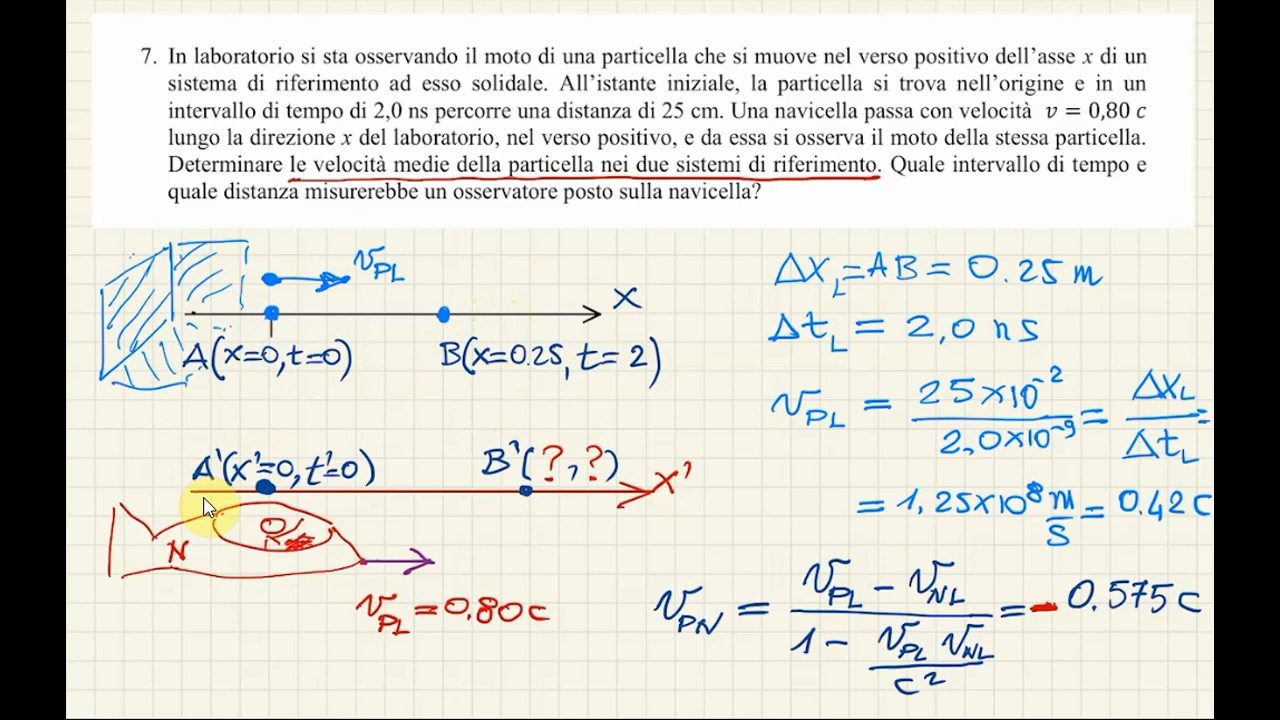 7. In laboratorio si sta osservando il moto di una particella che si muove nel verso positivo dell'asse x di un
sistema di riferimento ad esso solidale. All'istante iniziale, la particella si trova nell'origine e in un
intervallo di tempo di 2,0 ns percorre una distanza di 25 cm. Una navicella passa con velocità v = 0,80 c
lungo la direzione x del laboratorio, nel verso positivo, e da essa si osserva il moto della stessa particella.
Determinare le velocità medie della particella nei due sistemi di riferimento. Quale intervallo di tempo e
quale distanza misurerebbe un osservatore posto sulla navicella?
v_PL
x
A(x=0,t=0)
B(x=0.25, t=2)
A'(x'=0,t'=0)
B'(?,?)
x'
N
v_PL = 0.80c
Δx_L = AB = 0.25 m
Δt_L = 2,0 ns
v_PL = 25×10^-2 / 2.0×10^-9 = Δx_L / Δt_L =
= 1,25×10^8 m/s = 0.42 c
v_PN = (v_PL - v_NL) / (1 - v_PL v_NL / c^2) = - 0.575 c